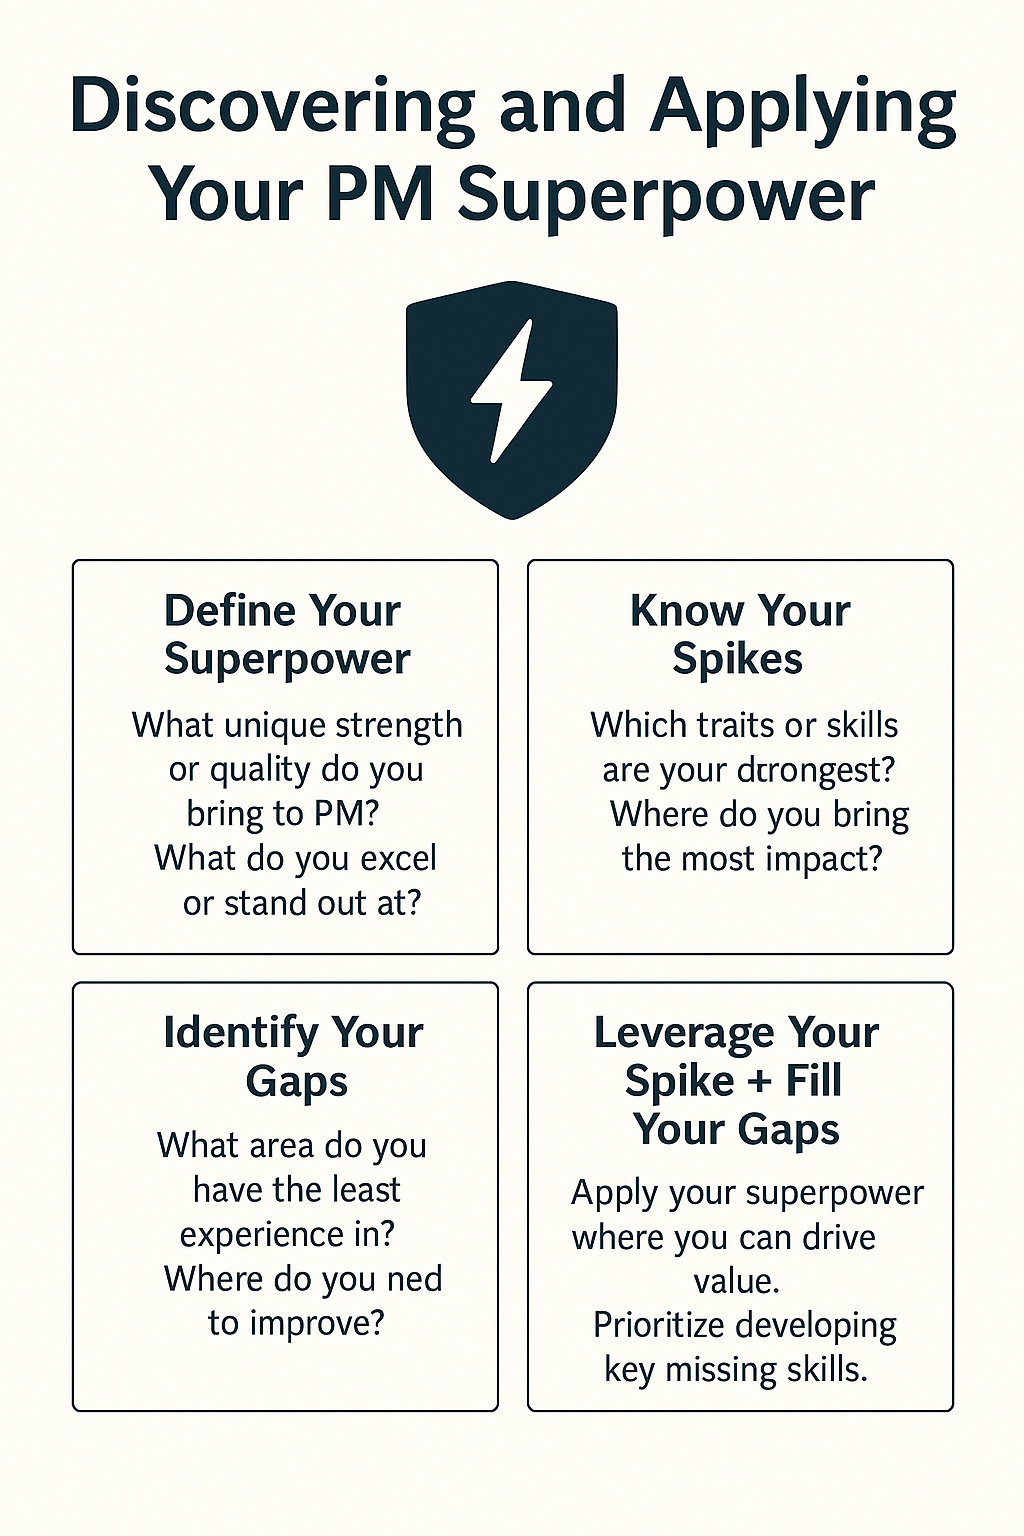 Discovering and Applying
Your PM Superpower
Define Your
Superpower
What unique strength
or quality do you
bring to PM?
What do you excel
or stand out at?
Know Your
Spikes
Which traits or skills
are your dtrongest?
Where do you bring
the most impact?
Identify Your
Gaps
What area do you
have the least
experience in?
Where do you ned
to improve?
Leverage Your
Spike + Fill
Your Gaps
Apply your superpower
where you can drive
value.
Prioritize developing
key missing skills.